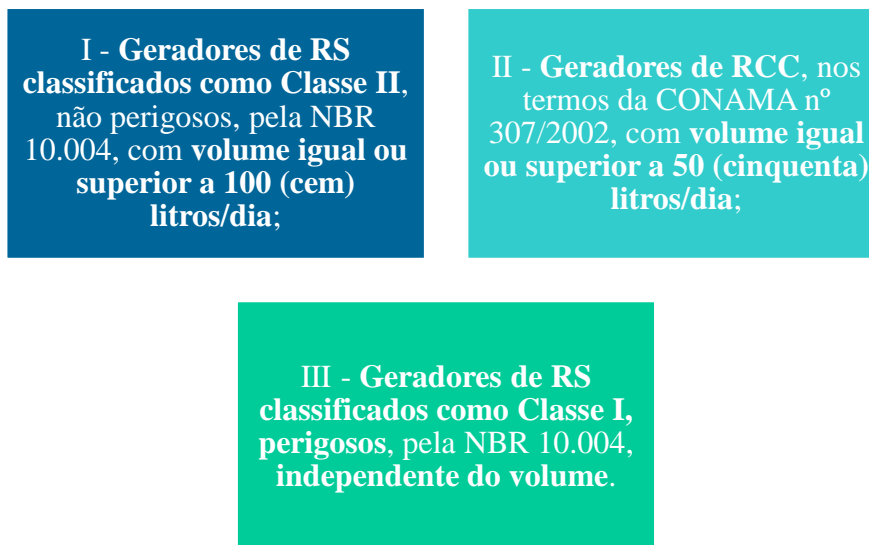 I - Geradores de RS
classificados como Classe II,
não perigosos, pela NBR
10.004, com volume igual ou
superior a 100 (cem)
litros/dia;
II - Geradores de RCC, nos
termos da CONAMA nº
307/2002, com volume igual
ou superior a 50 (cinquenta)
litros/dia;
III - Geradores de RS
classificados como Classe I,
perigosos, pela NBR 10.004,
independente do volume.